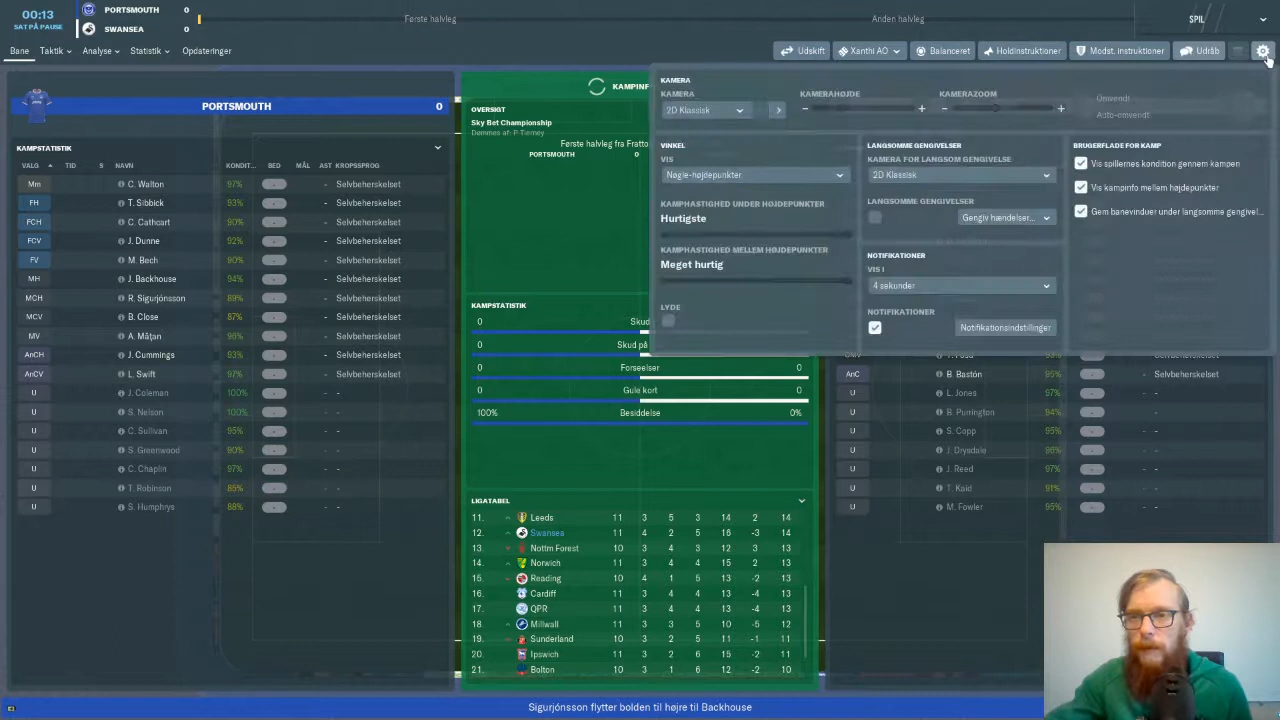 00:13
SAT PÅ PAUSE
PORTSMOUTH 0
SWANSEA 0
Første halvleg
Anden halvleg
SPIL
Bane Taktik Analyse Statistik Opdateringer
Udskift Xanthi AO Balanceret Holdinstruktioner Modst. instruktioner Udråb
PORTSMOUTH 0
KAMPSTATISTIK
VALG TID S NAVN KONDIT... BED MÅL AST KROPSSPROG
Mm C. Walton 97% - - Selvbeherskelset
FH T. Sibbick 93% - - Selvbeherskelset
FCH C. Cathcart 90% - - Selvbeherskelset
FCV J. Dunne 92% - - Selvbeherskelset
FV M. Bech 90% - - Selvbeherskelset
MH J. Backhouse 94% - - Selvbeherskelset
MCH R. Sigurjónsson 89% - - Selvbeherskelset
MCV B. Close 87% - - Selvbeherskelset
MV A. Mățan 96% - - Selvbeherskelset
AnCH J. Cummings 93% - - Selvbeherskelset
AnCV L. Swift 97% - - Selvbeherskelset
U J. Coleman 100% - - -
U S. Nelson 100% - - -
U C. Sullivan 95% - - -
U S. Greenwood 90% - - -
U C. Chaplin 97% - - -
U T. Robinson 85% - - -
U S. Humphrys 88% - - -
KAMPINF
OVERSIGT
Sky Bet Championship
Dømmes af: P Tierney
Første halvleg fra Fratto
PORTSMOUTH 0
KAMPSTATISTIK
0 Skud
0 Skud på
0 Forseelser 0
0 Gule kort 0
100% Besiddelse 0%
LIGATABEL
11. Leeds 11 3 5 3 14 2 14
12. Swansea 11 4 2 5 16 -3 14
13. Nottm Forest 10 3 4 3 12 3 13
14. Norwich 11 3 4 4 15 2 13
15. Reading 10 4 1 5 13 -2 13
16. Cardiff 11 3 4 4 13 -4 13
17. QPR 11 3 4 4 13 -4 13
18. Millwall 11 3 3 5 10 -5 12
19. Sunderland 10 3 2 5 11 -1 11
20. Ipswich 11 3 2 6 15 -2 11
21. Bolton 10 3 1 6 12 -2 10
KAMERA
KAMERA
2D Klassisk
KAMERAHØJDE
KAMERAZOOM
Omvendt
Auto-omvendt
VINKEL
VIS
Nøgle-højdepunkter
KAMPHASTIGHED UNDER HØJDEPUNKTER
Hurtigste
KAMPHASTIGHED MELLEM HØJDEPUNKTER
Meget hurtig
LYDE
LANGSOMME GENGIVELSER
KAMERA FOR LANGSOM GENGIVELSE
2D Klassisk
LANGSOMME GENGIVELSER
Gengiv hændelser...
NOTIFIKATIONER
VIS I
4 sekunder
NOTIFIKATIONER
Notifikationsindstillinger
BRUGERFLADE FOR KAMP
Vis spillernes kondition gennem kampen
Vis kampinfo mellem højdepunkter
Gem banevinduer under langsomme gengivel...
AnC B. Bastón 95% - - Selvbeherskelset
U L. Jones 97% - - -
U B. Purrington 94% - - -
U S. Copp 95% - - -
U J. Drysdale 96% - - -
U J. Reed 97% - - -
U T. Kaid 91% - - -
U M. Fowler 95% - - -
Sigurjónsson flytter bolden til højre til Backhouse